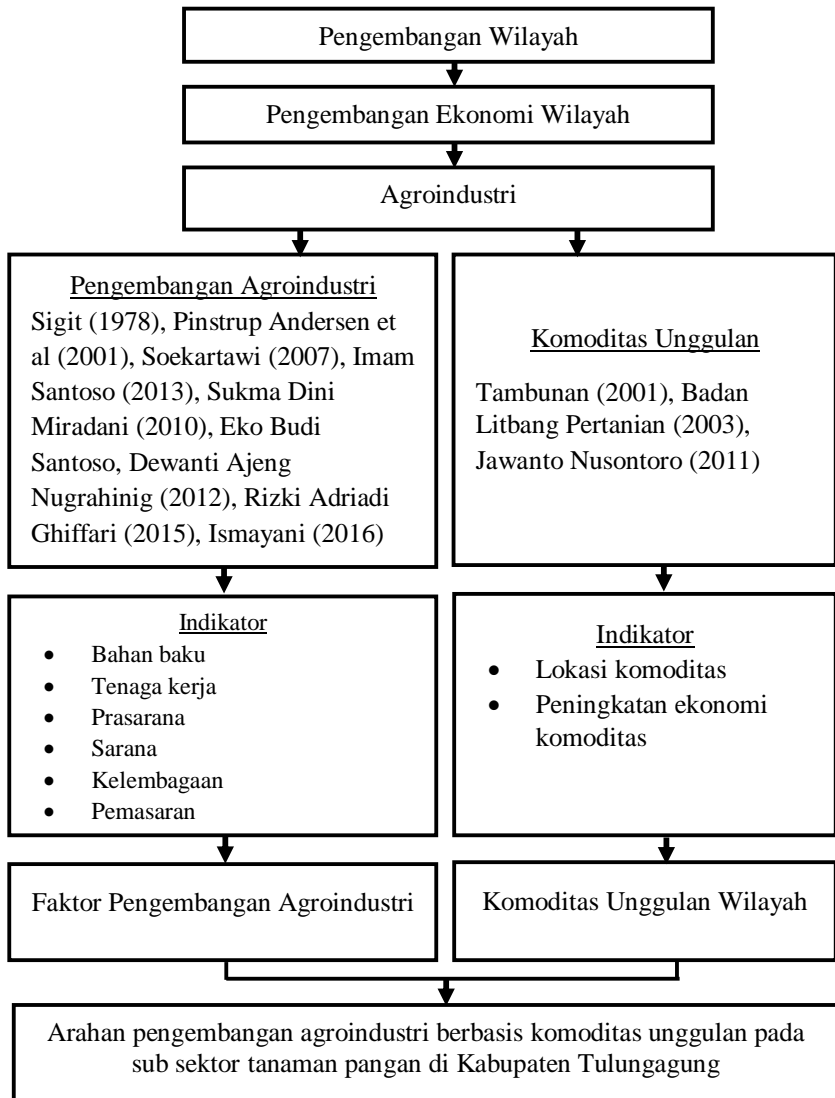 Pengembangan Wilayah
Pengembangan Ekonomi Wilayah
Agroindustri
Pengembangan Agroindustri
Sigit (1978), Pinstrup Andersen et
al (2001), Soekartawi (2007), Imam
Santoso (2013), Sukma Dini
Miradani (2010), Eko Budi
Santoso, Dewanti Ajeng
Nugrahinig (2012), Rizki Adriadi
Ghiffari (2015), Ismayani (2016)
Komoditas Unggulan
Tambunan (2001), Badan
Litbang Pertanian (2003),
Jawanto Nusontoro (2011)
Indikator
• Bahan baku
• Tenaga kerja
• Prasarana
• Sarana
• Kelembagaan
• Pemasaran
Indikator
• Lokasi komoditas
• Peningkatan ekonomi
komoditas
Faktor Pengembangan Agroindustri
Komoditas Unggulan Wilayah
Arahan pengembangan agroindustri berbasis komoditas unggulan pada
sub sektor tanaman pangan di Kabupaten Tulungagung